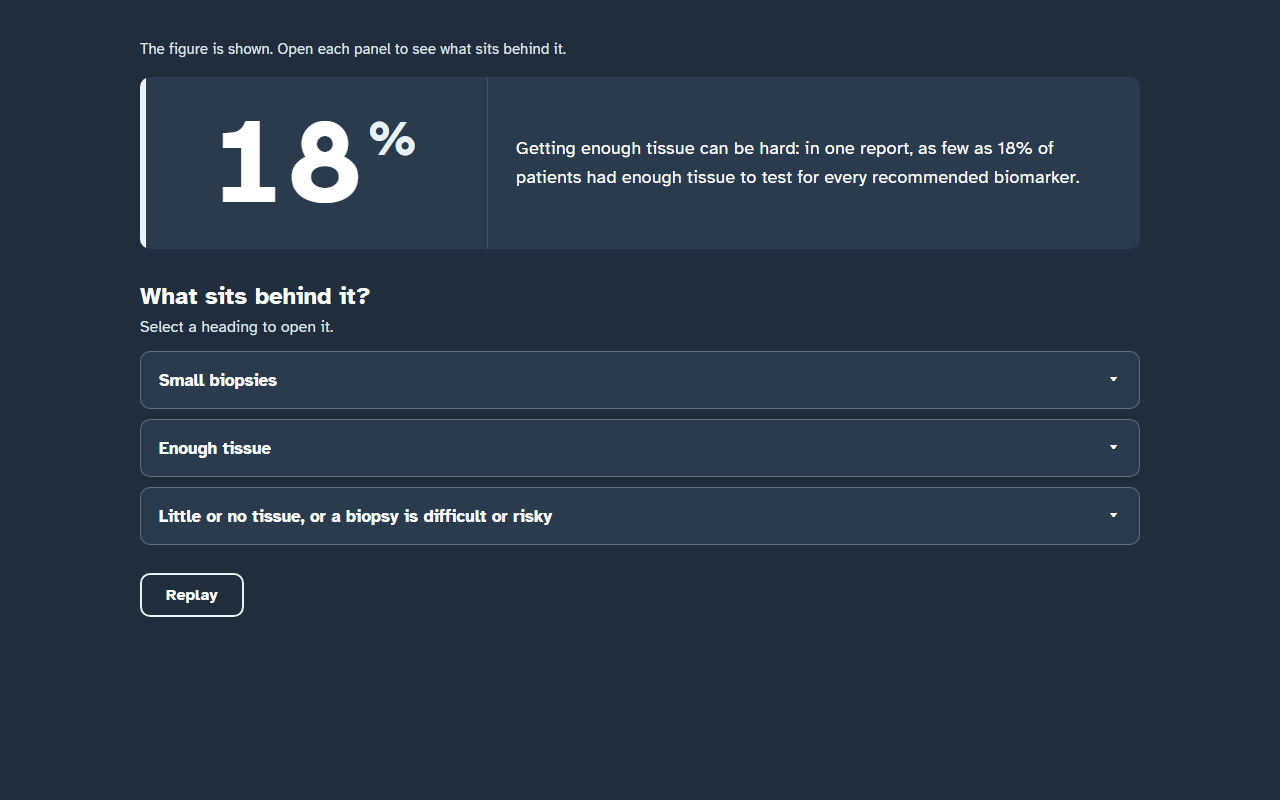 The figure is shown. Open each panel to see what sits behind it.
18%
Getting enough tissue can be hard: in one report, as few as 18% of
patients had enough tissue to test for every recommended biomarker.
What sits behind it?
Select a heading to open it.
Small biopsies
Enough tissue
Little or no tissue, or a biopsy is difficult or risky
Replay